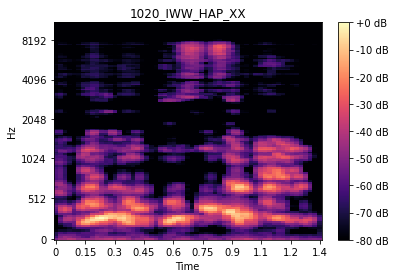 1020_IWW_HAP_XX
+0 dB
8192
-10 dB
4096
-20 dB
-30 dB
Hz
2048
-40 dB
1024
-50 dB
-60 dB
512
-70 dB
0
-80 dB
0 0.15 0.3 0.45 0.6 0.75 0.9 1.1 1.2 1.4
Time